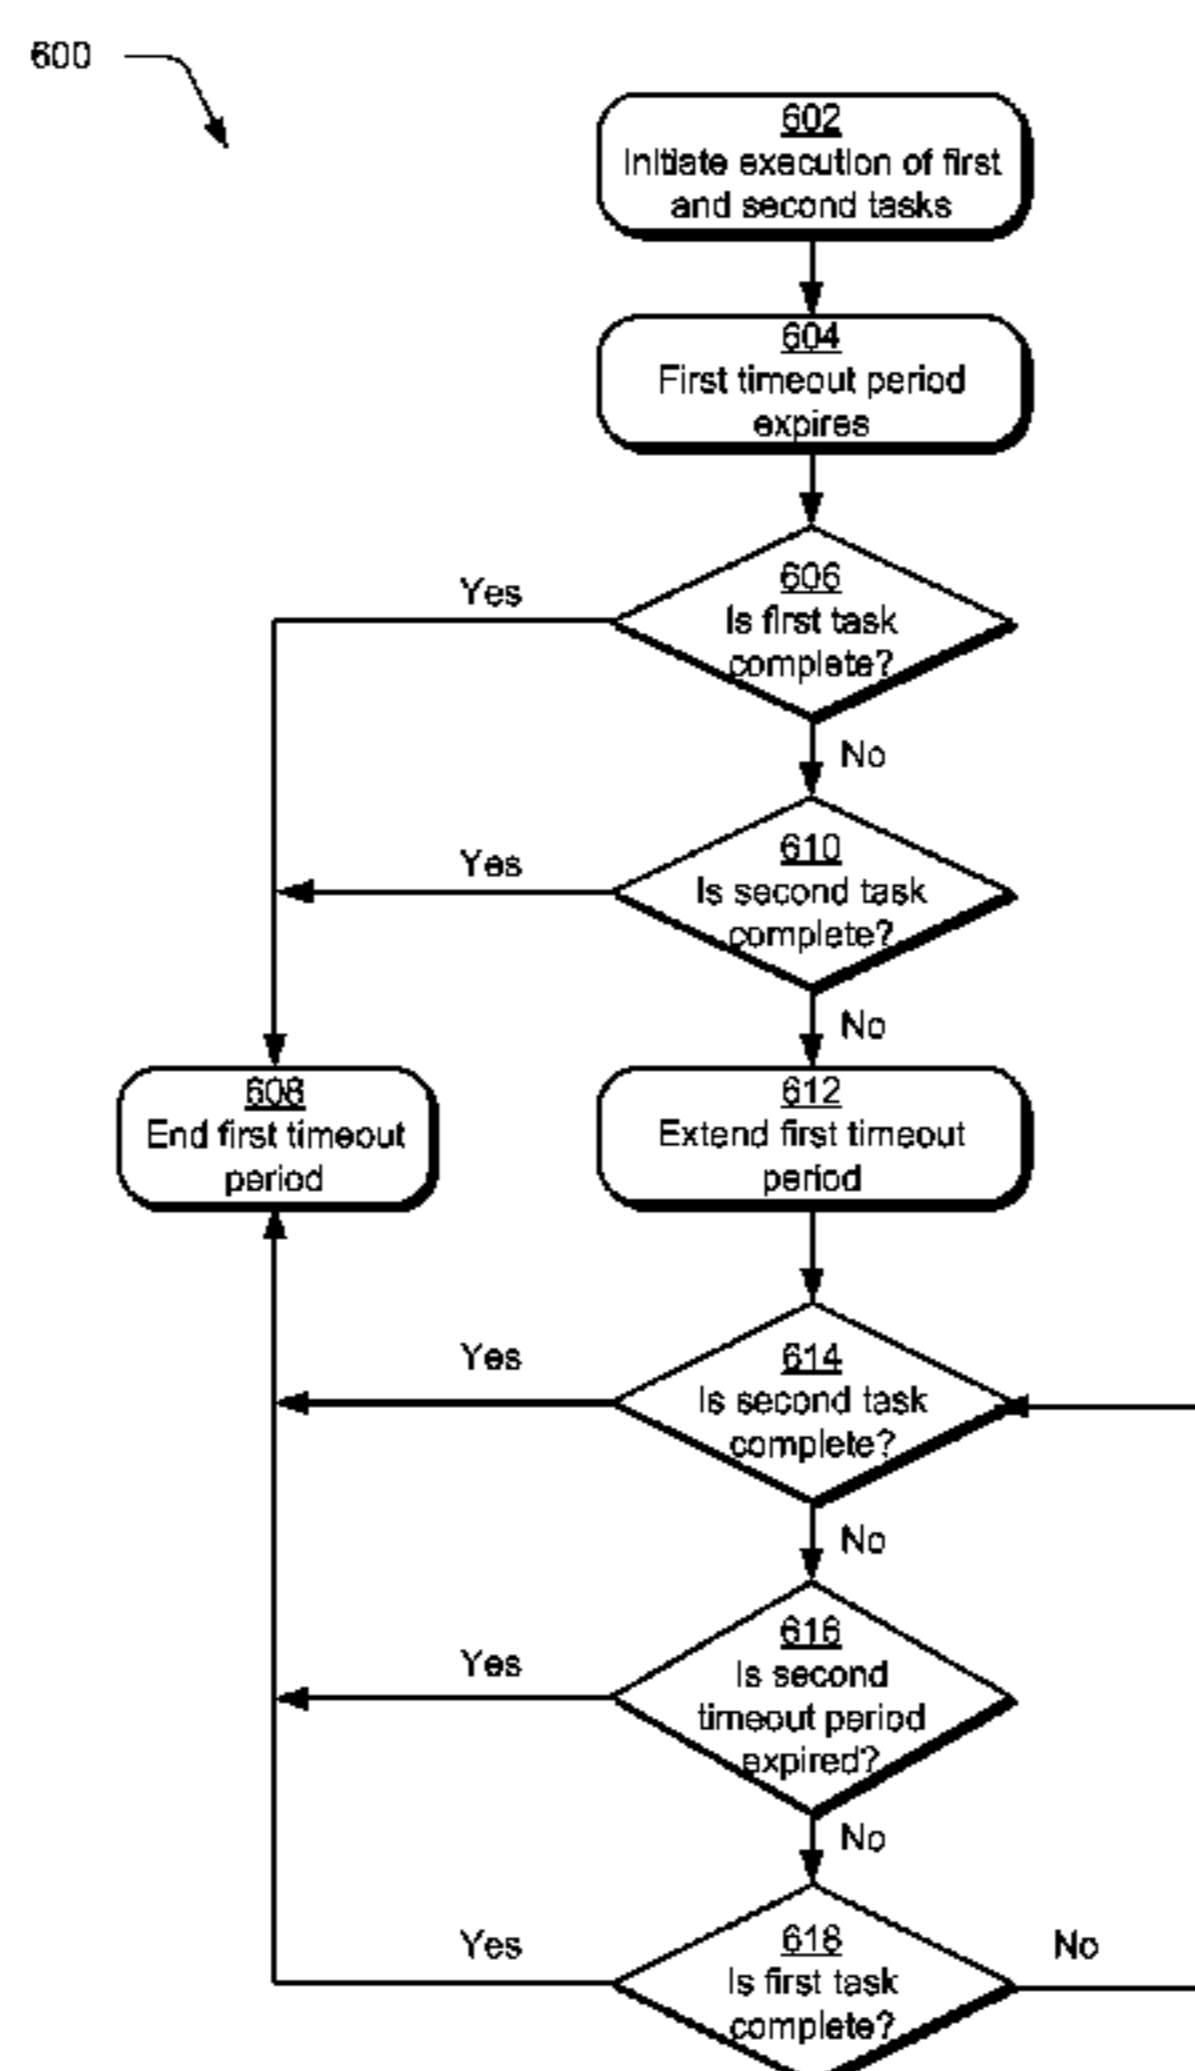 600
602
Initiate execution of first
and second tasks
604
First timeout period
expires
606
Is first task
complete?
Yes
No
610
Is second task
complete?
Yes
No
608
End first timeout
period
612
Extend first timeout
period
614
Is second task
complete?
Yes
No
616
Is second
timeout period
expired?
Yes
No
618
Is first task
complete?
Yes
No